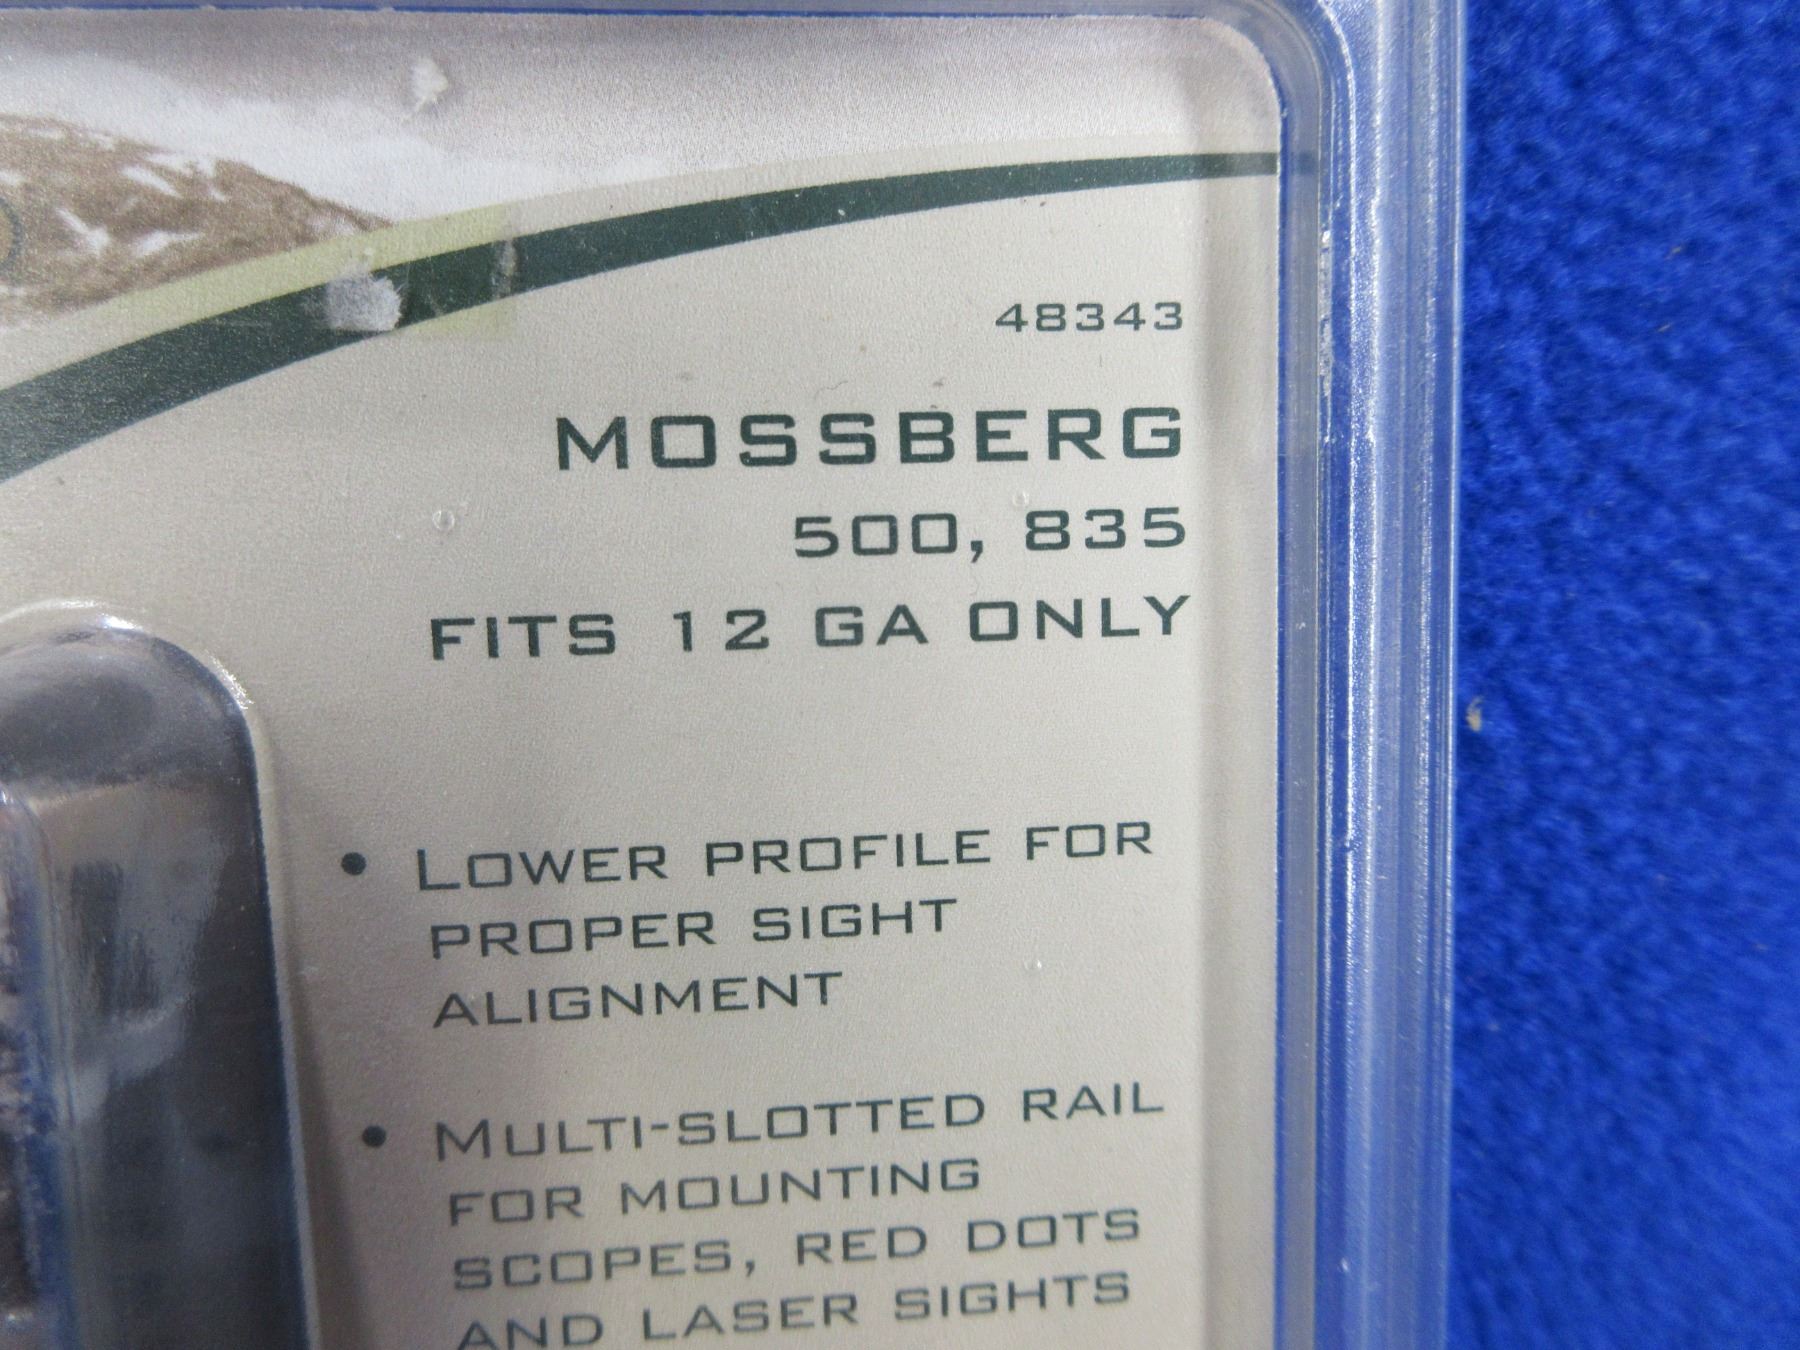 48343
MOSSBERG
500, 835
FITS 12 GA ONLY
• LOWER PROFILE FOR
PROPER SIGHT
ALIGNMENT
• MULTI-SLOTTED RAIL
FOR MOUNTING
SCOPES, RED DOTS
AND LASER SIGHTS